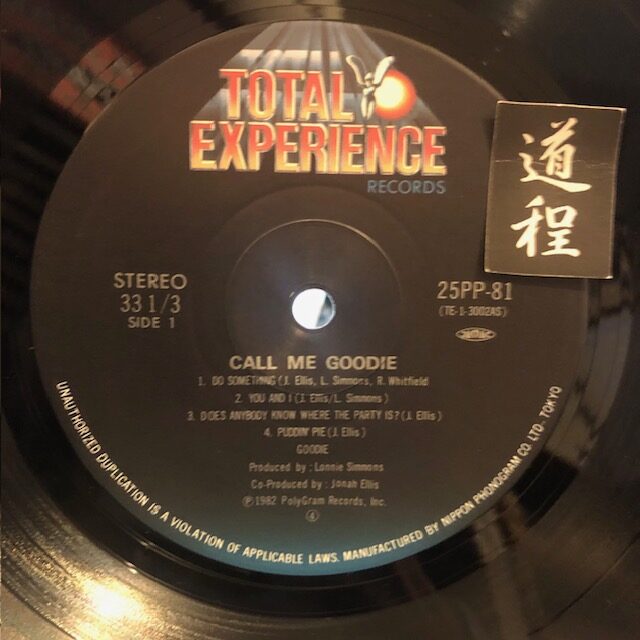 TOTAL
EXPERIENCE
RECORDS
道程
STEREO
33 1/3
SIDE 1
25PP-81
(TE-1-3002AS)
CALL ME GOODIE
1. DO SOMETHING (J. Ellis, L. Simmons, R. Whitfield)
2. YOU AND I (J. Ellis/L. Simmons)
3. DOES ANYBODY KNOW WHERE THE PARTY IS? (J. Ellis)
4. PUDDIN' PIE (J. Ellis)
GOODIE
Produced by: Lonnie Simmons
Co-Produced by: Jonah Ellis
Ⓟ1982 PolyGram Records, Inc.
④
UNAUTHORIZED DUPLICATION IS A VIOLATION OF APPLICABLE LAWS. MANUFACTURED BY NIPPON PHONOGRAM CO LTD. TOKYO